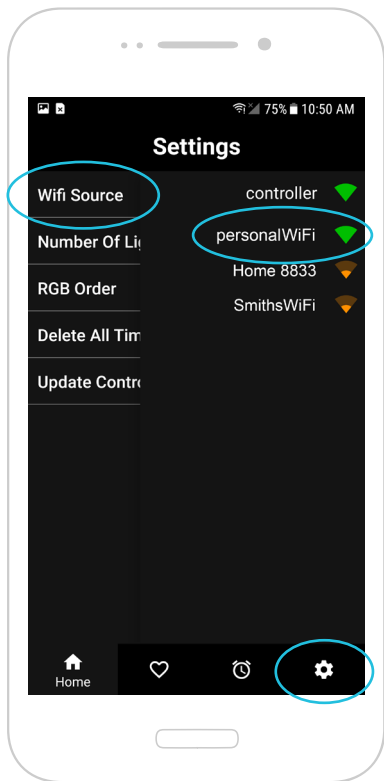 75% 10:50 AM
Settings
Wifi Source
controller
Number Of Li
personalWiFi
RGB Order
Home 8833
SmithsWiFi
Delete All Tim
Update Contr
Home